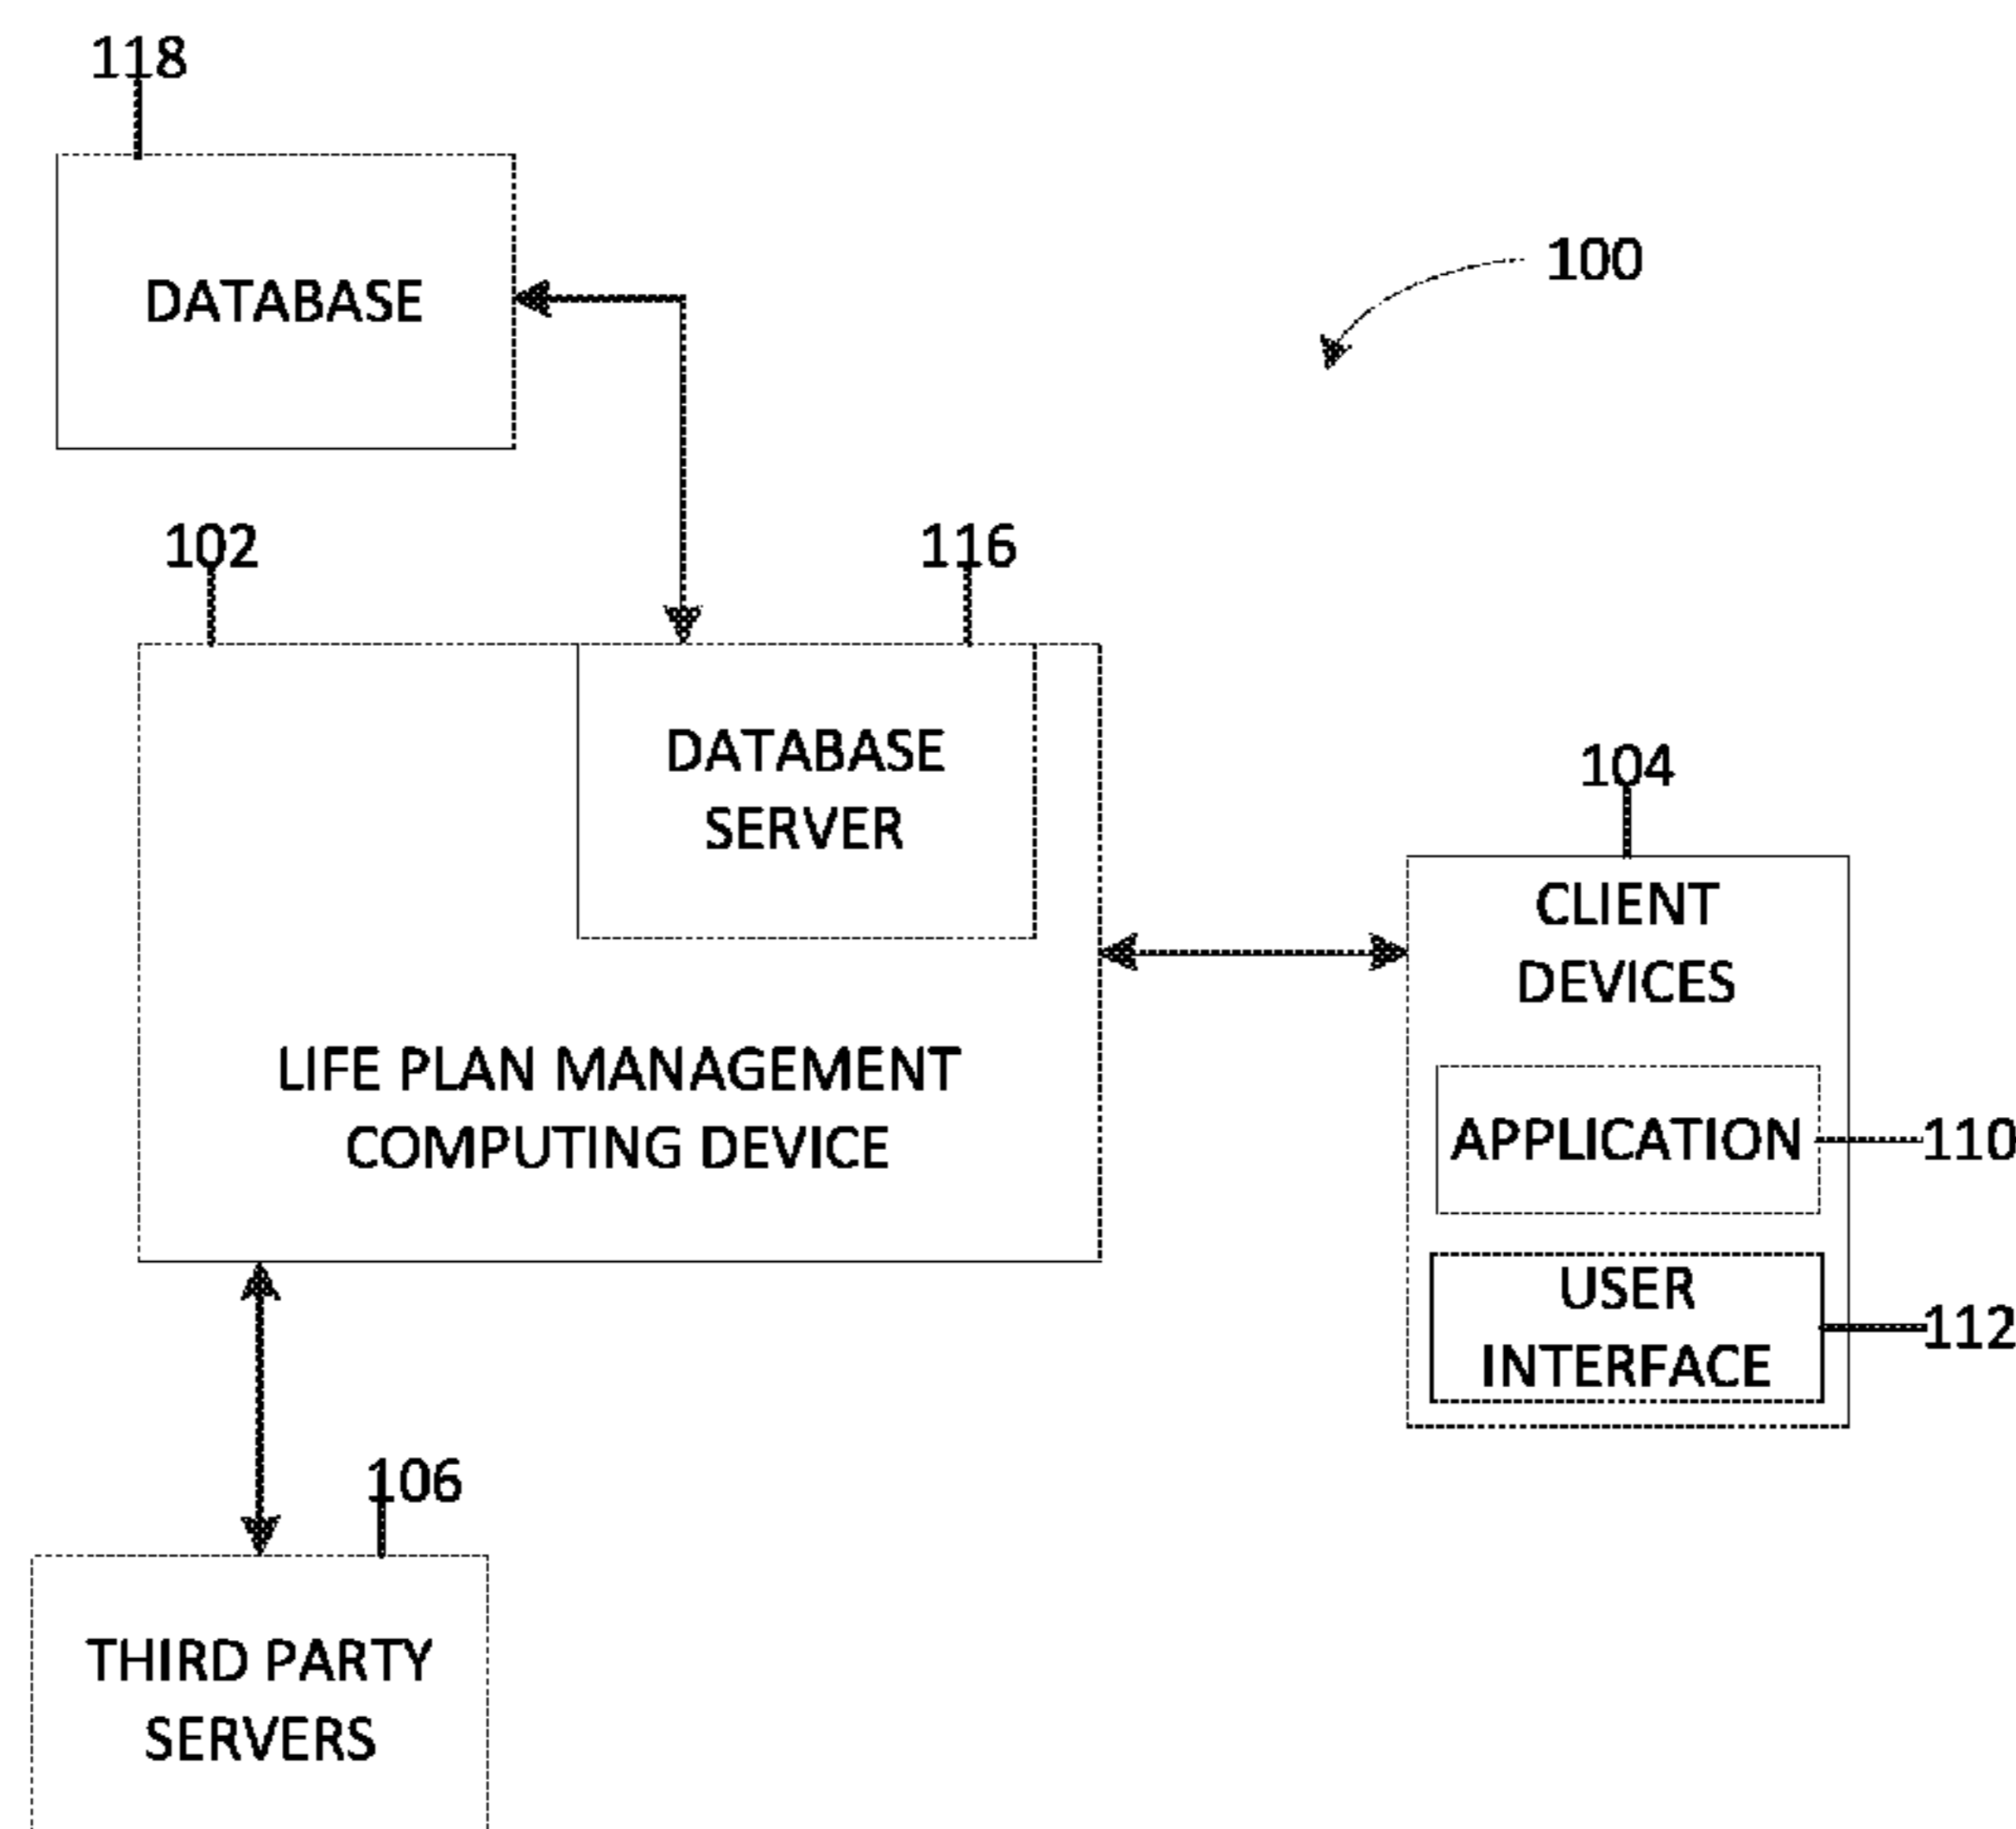 118
DATABASE
100
102
116
DATABASE
SERVER
104
CLIENT
DEVICES
LIFE PLAN MANAGEMENT
COMPUTING DEVICE
APPLICATION
110
USER
INTERFACE
112
106
THIRD PARTY
SERVERS